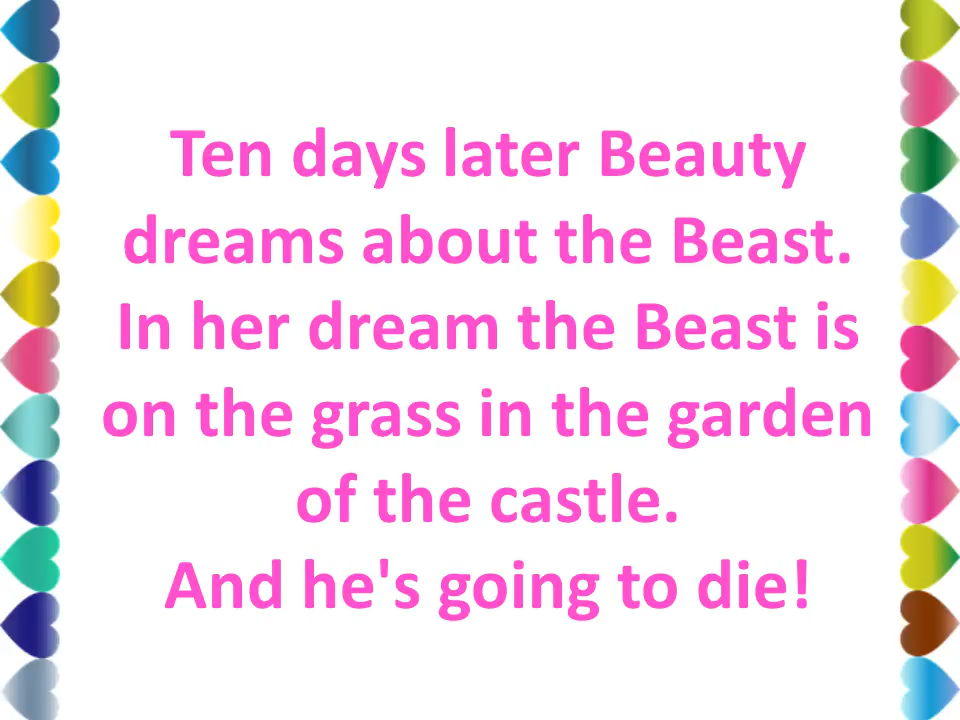 Ten days later Beauty
dreams about the Beast.
In her dream the Beast is
on the grass in the garden
of the castle.
And he's going to die!